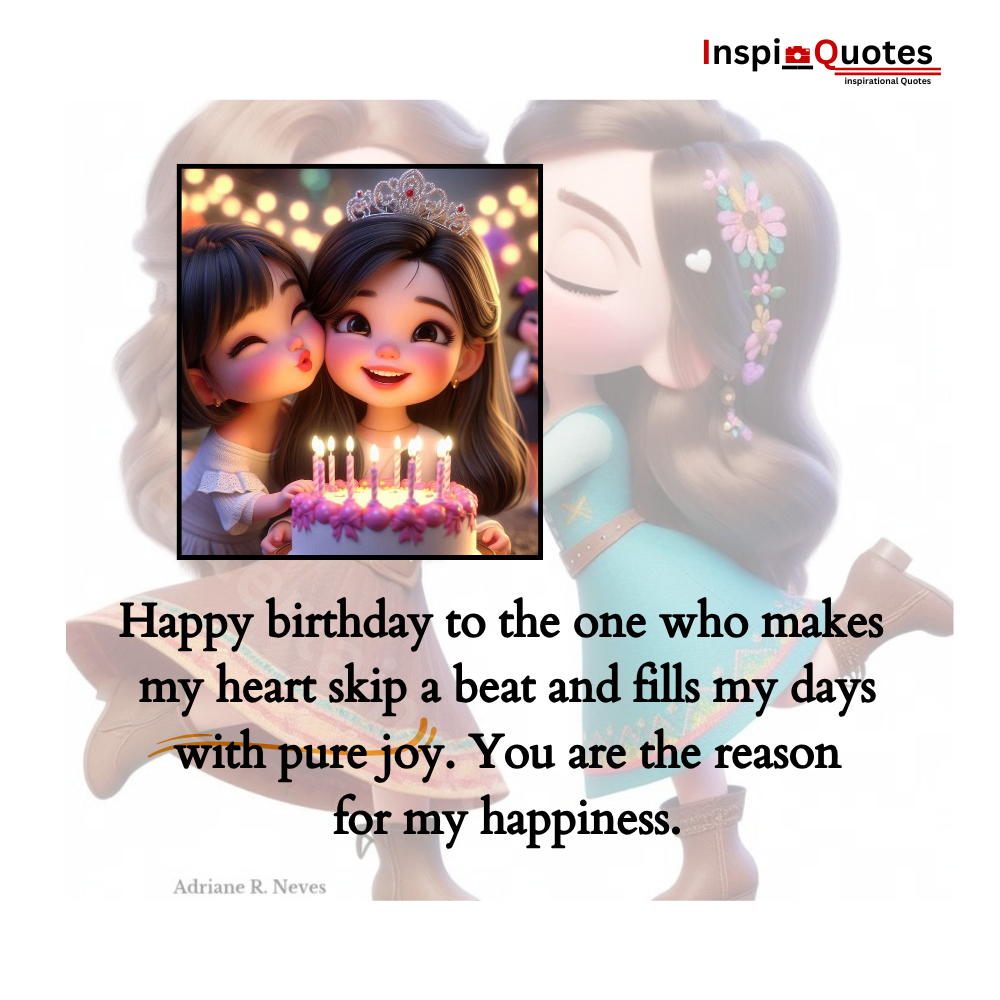 InspiQuotes
inspirational Quotes
Happy birthday to the one who makes
my heart skip a beat and fills my days
with pure joy. You are the reason
for my happiness.
Adriane R. Neves